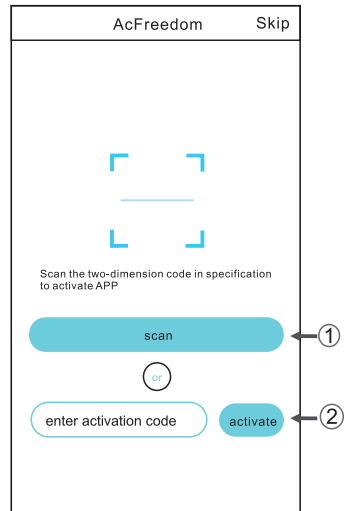 AcFreedom Skip
Scan the two-dimension code in specification
to activate APP
scan
①
or
enter activation code activate
②